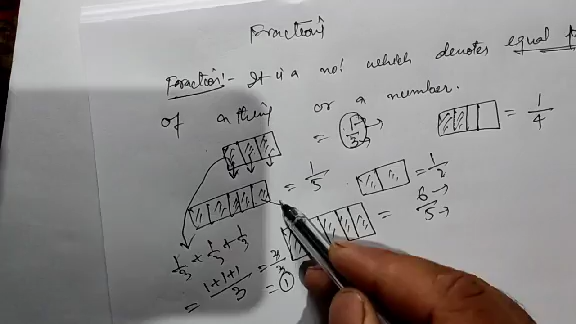 Fractions
Fraction:- It is a no: which denotes equal
of a thing or a number.
= 1/3
= 1/4
= 1/5
= 1/2
= 6/5
1/3 + 1/3 + 1/3
= 1+1+1/3 = 3/3
= 1